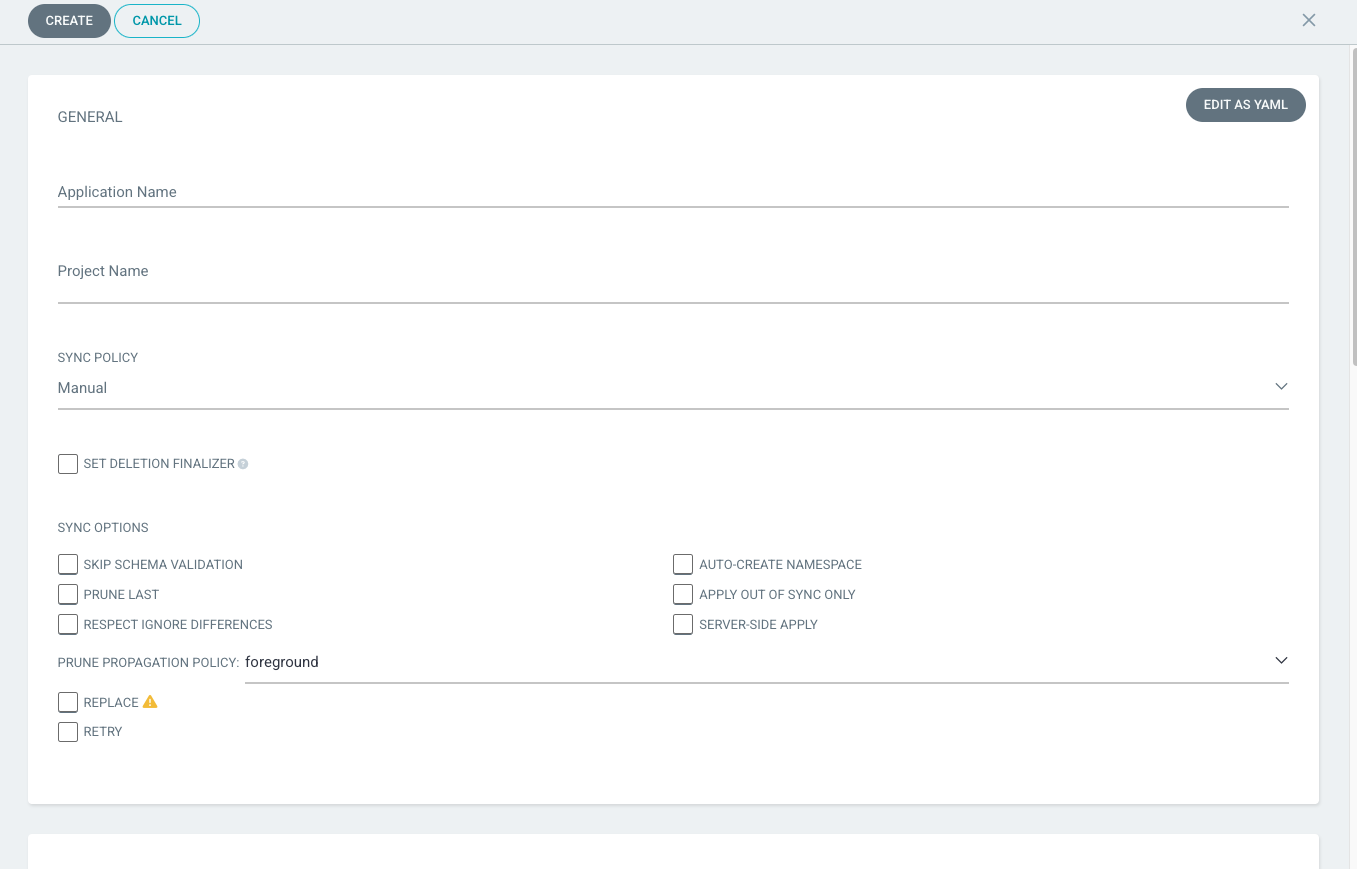 CREATE CANCEL
EDIT AS YAML
GENERAL
Application Name
Project Name
SYNC POLICY
Manual
SET DELETION FINALIZER
SYNC OPTIONS
SKIP SCHEMA VALIDATION AUTO-CREATE NAMESPACE
PRUNE LAST APPLY OUT OF SYNC ONLY
RESPECT IGNORE DIFFERENCES SERVER-SIDE APPLY
PRUNE PROPAGATION POLICY: foreground
REPLACE
RETRY